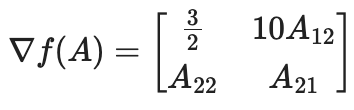 ∇f(A) = [ 3/2 10A₁₂
A₂₂ A₂₁ ]